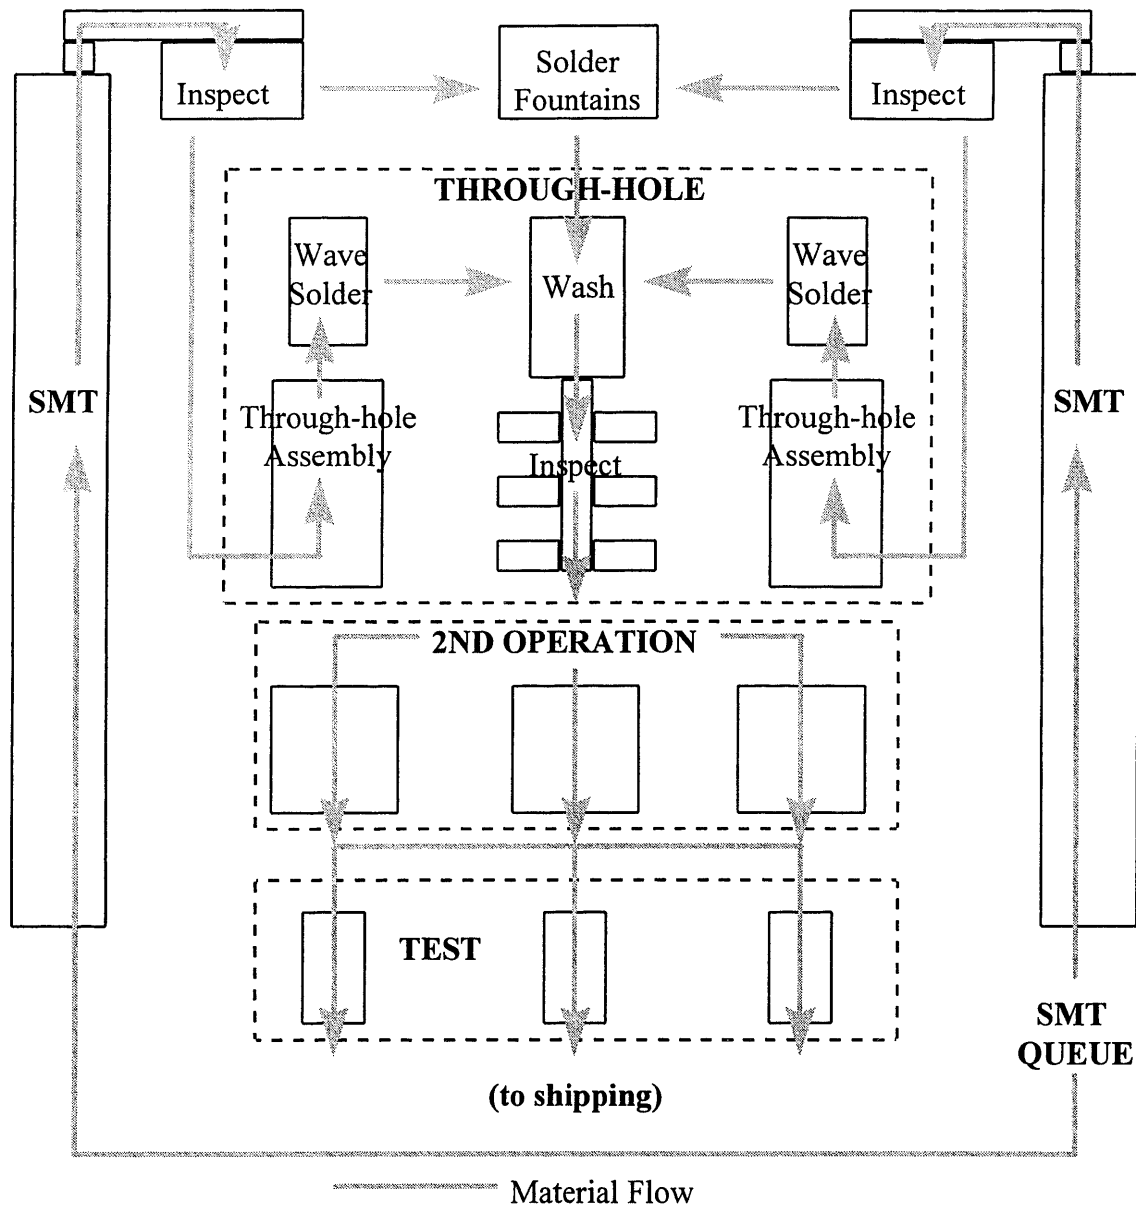 Inspect
Solder
Fountains
Inspect
THROUGH-HOLE
Wave
Solder
Wash
Wave
Solder
SMT
Through-hole
Assembly
Inspect
Through-hole
Assembly
SMT
2ND OPERATION
TEST
SMT
QUEUE
(to shipping)
Material Flow